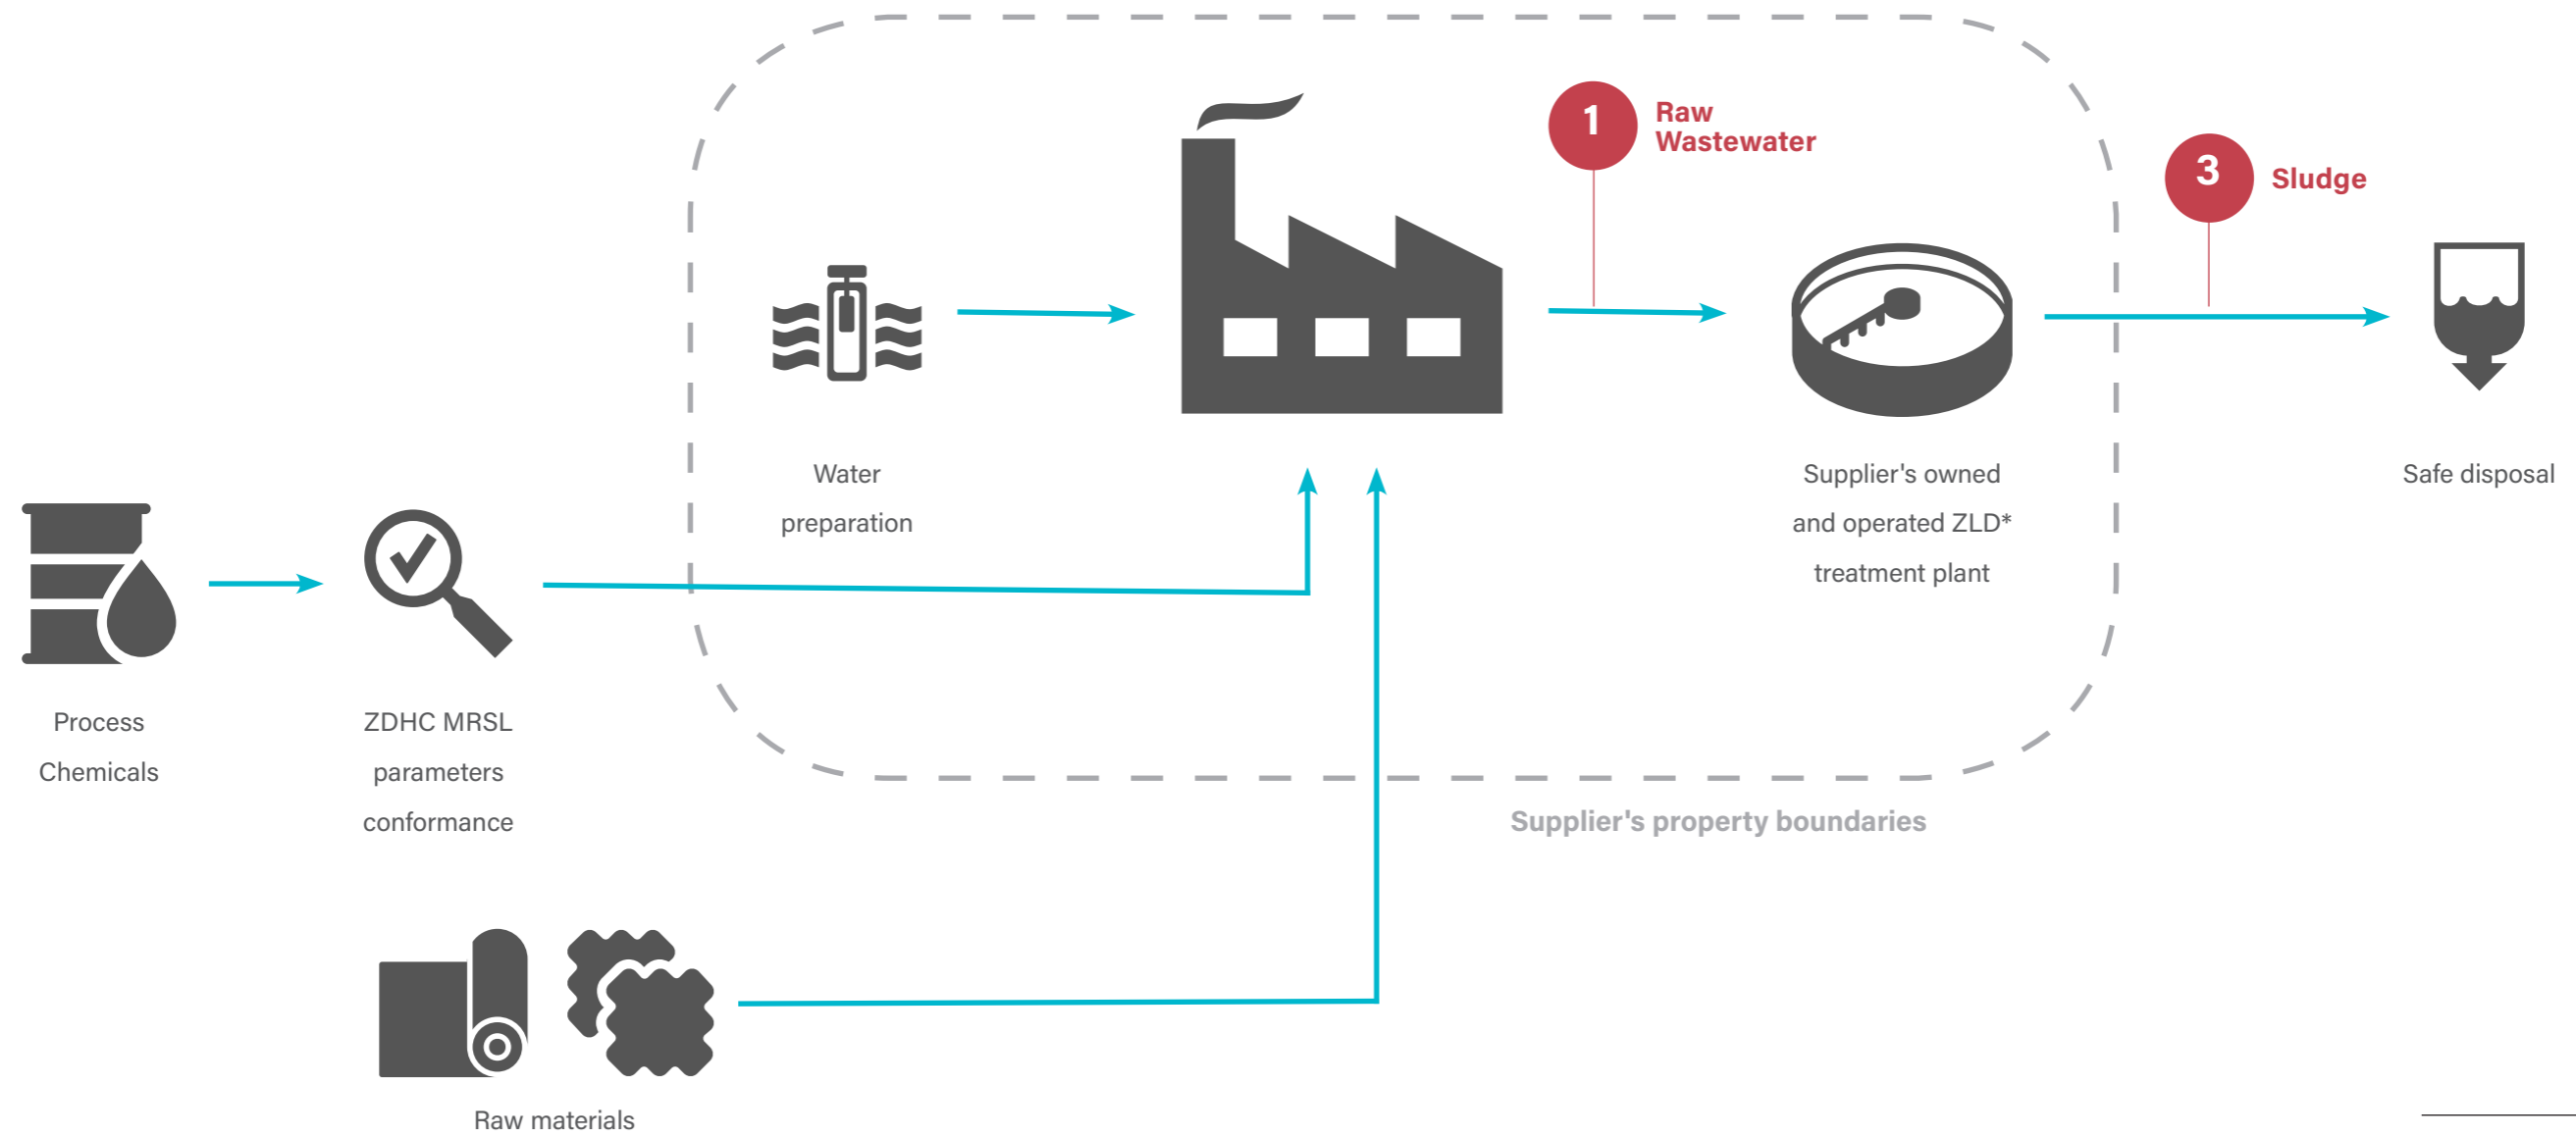 1
Raw
Wastewater
3
Sludge
Water
preparation
Supplier's owned
and operated ZLD*
treatment plant
Safe disposal
Process
Chemicals
ZDHC MRSL
parameters
conformance
Supplier's property boundaries
Raw materials